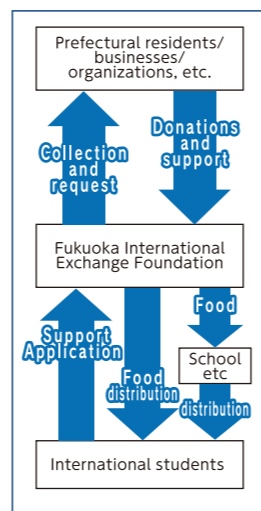 Prefectural residents/
businesses/
organizations, etc.
Collection
and
request
Donations
and
support
Fukuoka International
Exchange Foundation
Support
Application
Food
distribution
Food
School
etc
distribution
International students